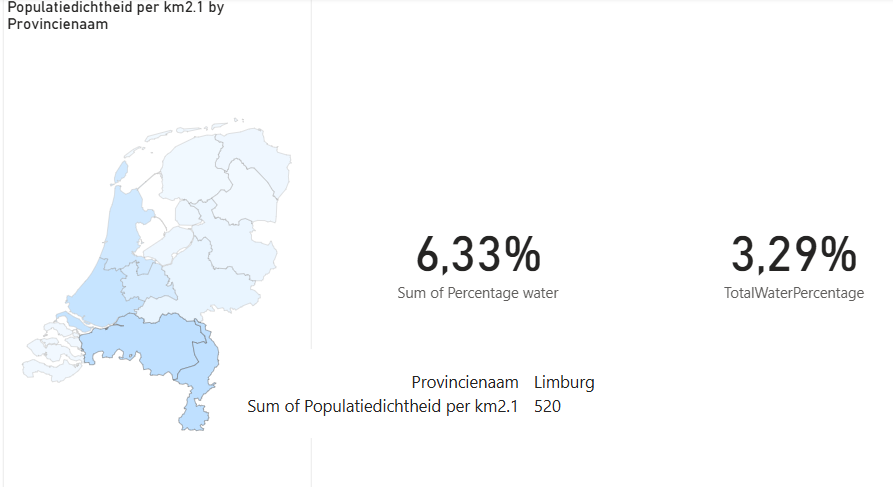 Populatiedichtheid per km2.1 by
Provincienaam
6,33%
Sum of Percentage water
3,29%
TotalWaterPercentage
Provincienaam Limburg
Sum of Populatiedichtheid per km2.1 520